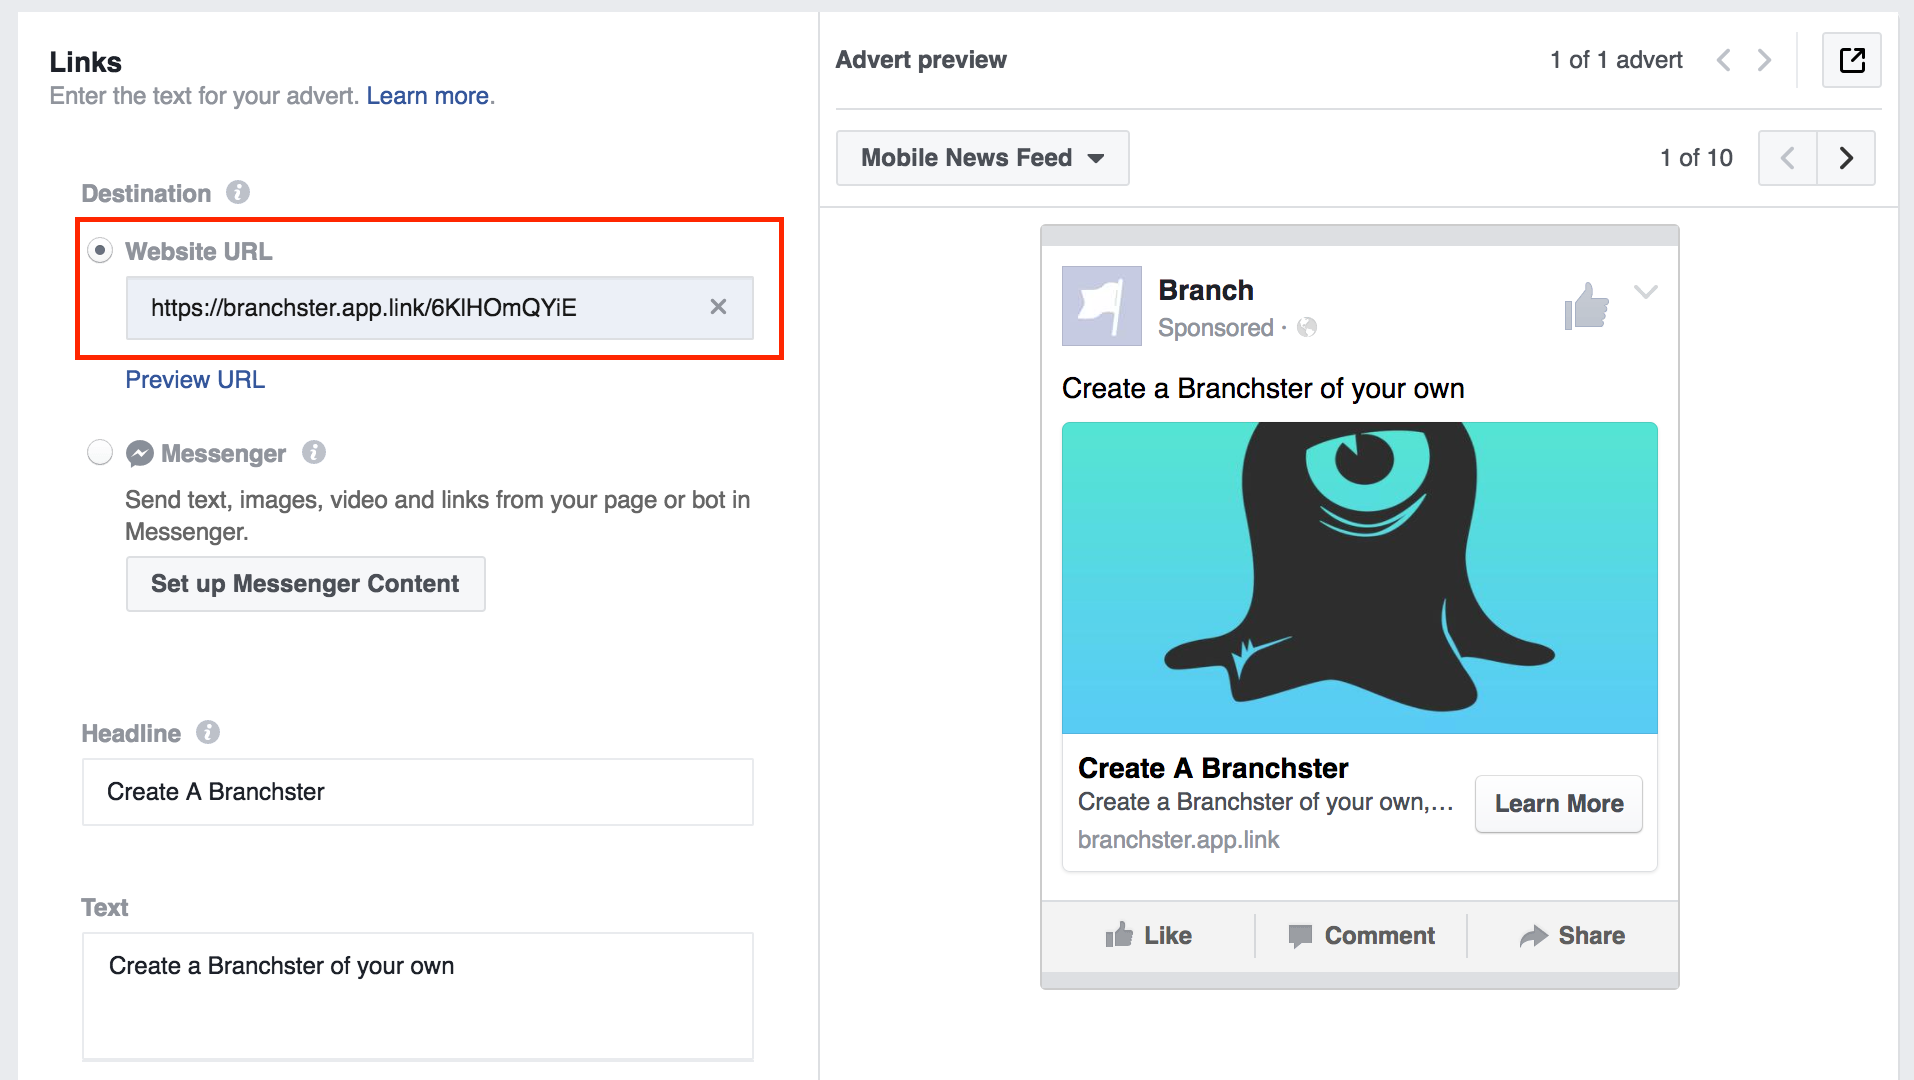 Links
Enter the text for your advert. Learn more.
Destination
Website URL
https://branchster.app.link/6KlHOmQYiE
Preview URL
Messenger
Send text, images, video and links from your page or bot in
Messenger.
Set up Messenger Content
Headline
Create A Branchster
Text
Create a Branchster of your own
Advert preview
1 of 1 advert
Mobile News Feed
1 of 10
Branch
Sponsored ·
Create a Branchster of your own
Create A Branchster
Create a Branchster of your own,...
branchster.app.link
Learn More
Like
Comment
Share